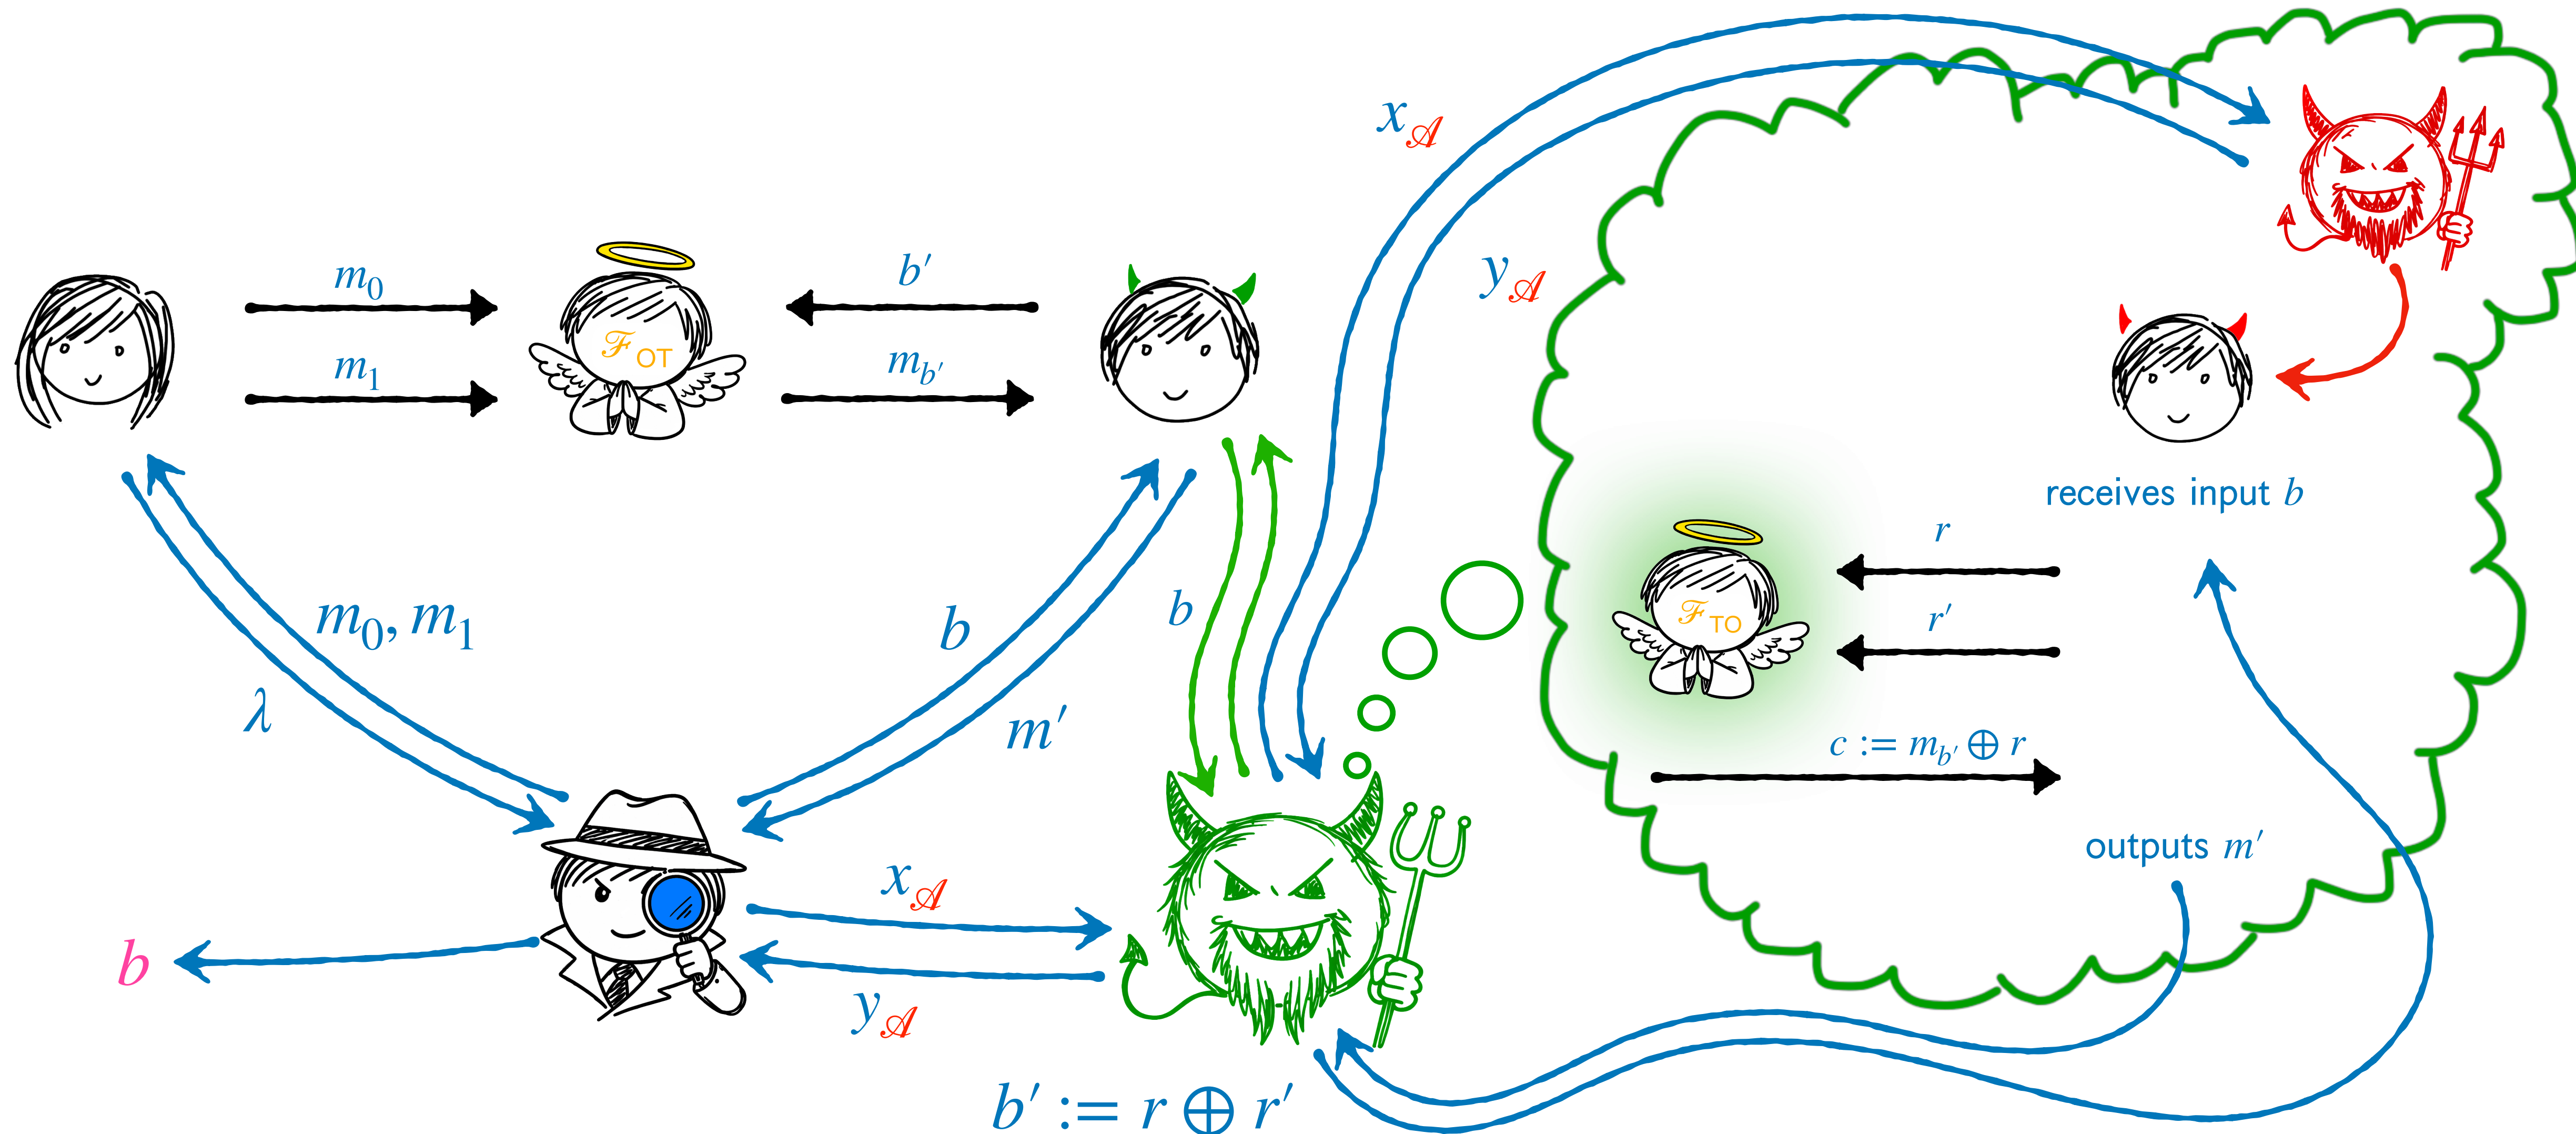 x𝒜
y𝒜
m₀
m₁
ℱ OT
b′
m_b′
receives input b
r
r′
ℱ TO
c := m_b′ ⊕ r
outputs m′
m₀, m₁
λ
b
m′
b
x𝒜
y𝒜
b
b′ := r ⊕ r′